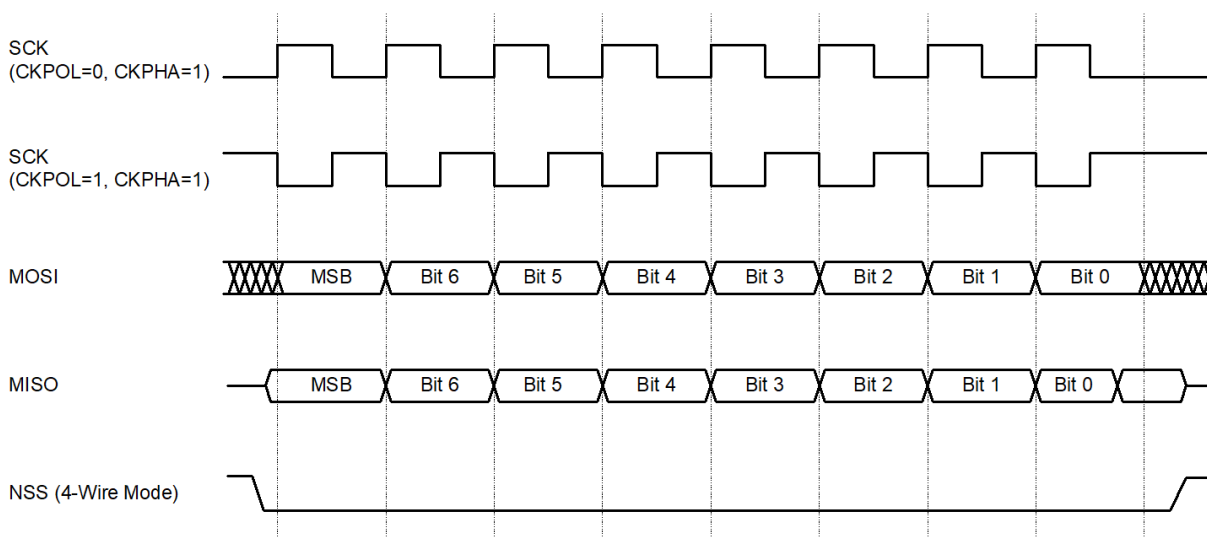 SCK
(CKPOL=0, CKPHA=1)
SCK
(CKPOL=1, CKPHA=1)
MOSI MSB Bit 6 Bit 5 Bit 4 Bit 3 Bit 2 Bit 1 Bit 0
MISO MSB Bit 6 Bit 5 Bit 4 Bit 3 Bit 2 Bit 1 Bit 0
NSS (4-Wire Mode)